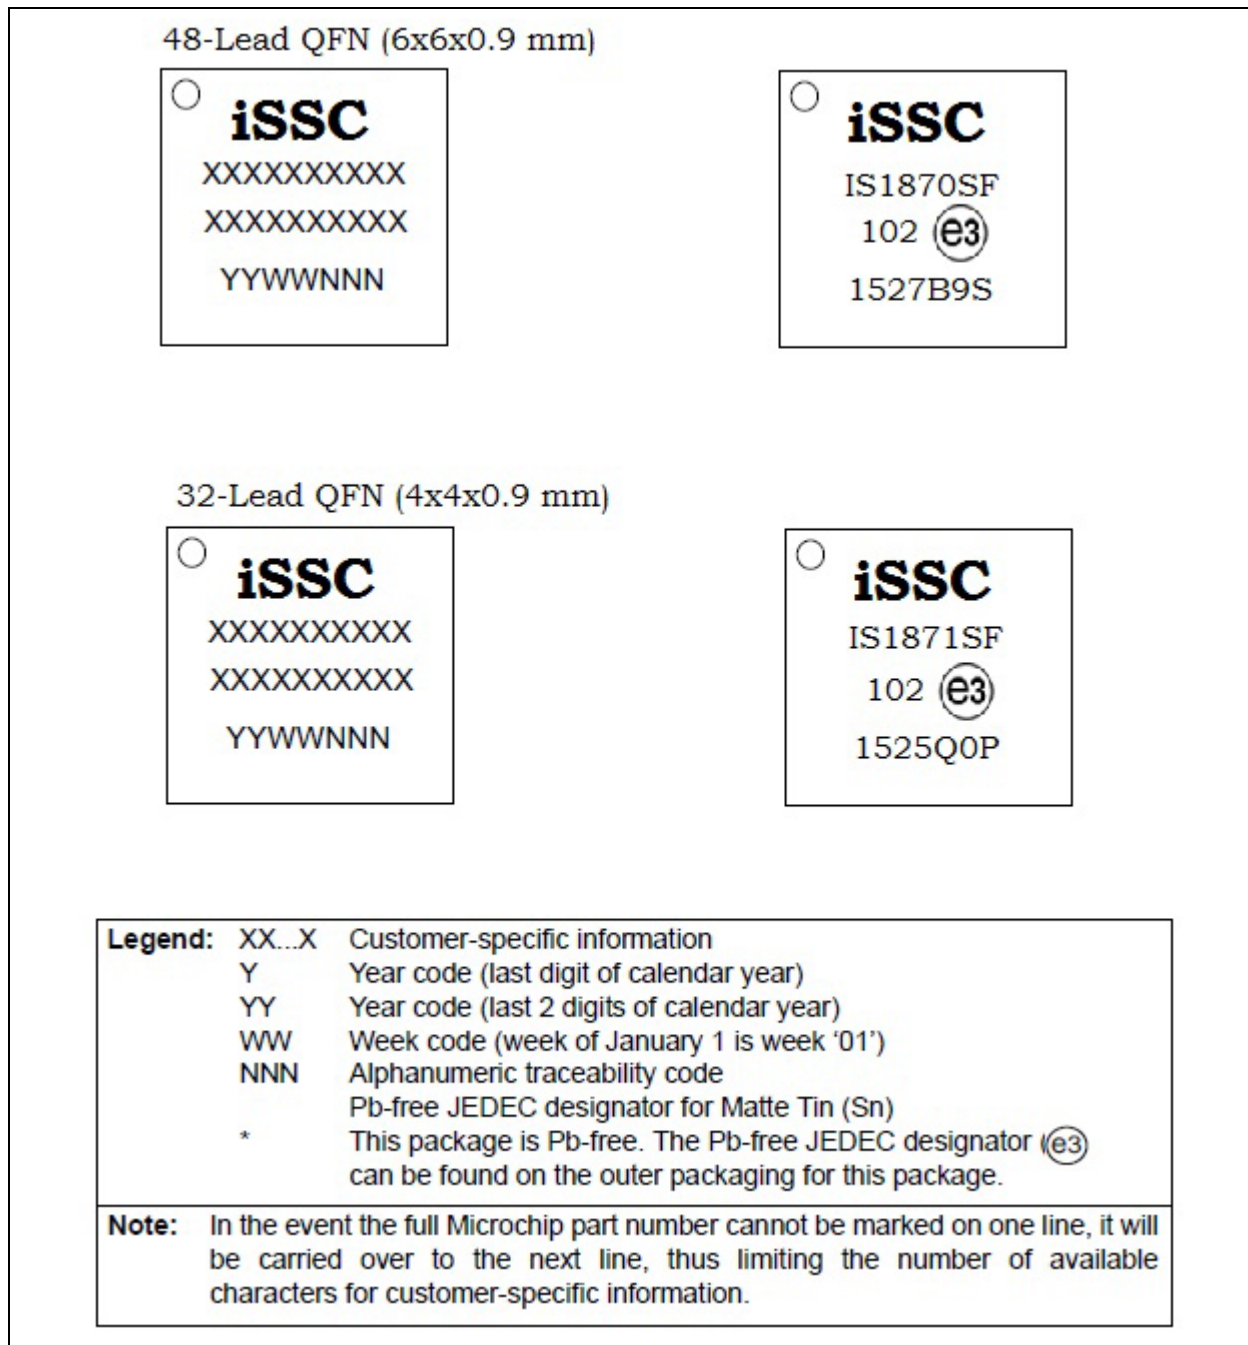 48-Lead QFN (6x6x0.9 mm)
iSSC
XXXXXXXXXX
XXXXXXXXXX
YYWWNNN
iSSC
IS1870SF
102 e3
1527B9S
32-Lead QFN (4x4x0.9 mm)
iSSC
XXXXXXXXXX
XXXXXXXXXX
YYWWNNN
iSSC
IS1871SF
102 e3
1525Q0P
Legend: XX...X Customer-specific information
Y Year code (last digit of calendar year)
YY Year code (last 2 digits of calendar year)
WW Week code (week of January 1 is week ‘01’)
NNN Alphanumeric traceability code
Pb-free JEDEC designator for Matte Tin (Sn)
* This package is Pb-free. The Pb-free JEDEC designator (e3)
can be found on the outer packaging for this package.
Note: In the event the full Microchip part number cannot be marked on one line, it will
be carried over to the next line, thus limiting the number of available
characters for customer-specific information.